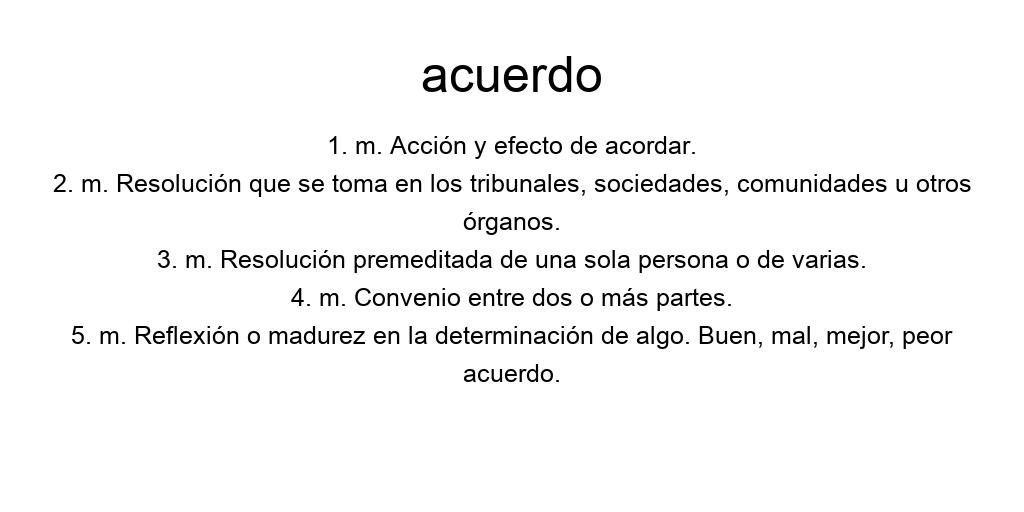 acuerdo
1. m. Acción y efecto de acordar.
2. m. Resolución que se toma en los tribunales, sociedades, comunidades u otros
órganos.
3. m. Resolución premeditada de una sola persona o de varias.
4. m. Convenio entre dos o más partes.
5. m. Reflexión o madurez en la determinación de algo. Buen, mal, mejor, peor
acuerdo.